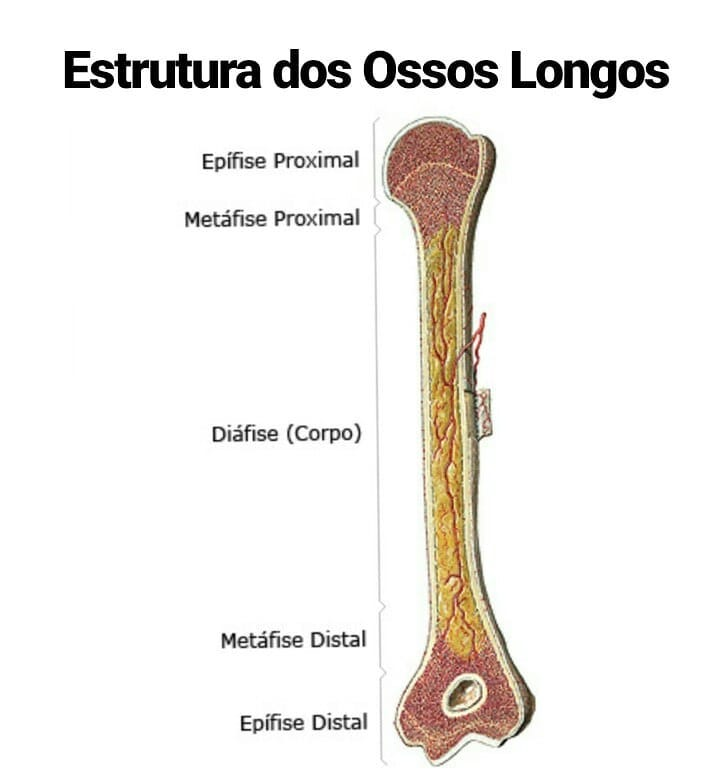 Estrutura dos Ossos Longos
Epífise Proximal
Metáfise Proximal
Diáfise (Corpo)
Metáfise Distal
Epífise Distal